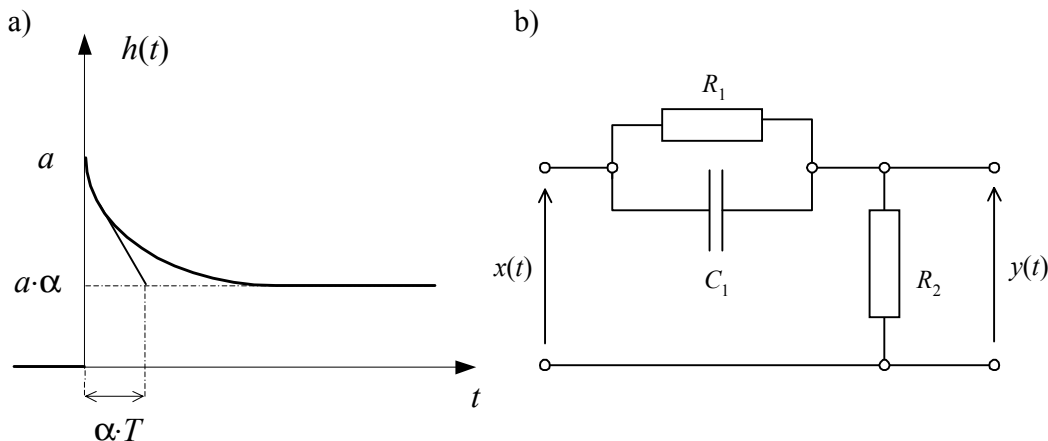 a)
h(t)
a
a·α
t
α·T
b)
R₁
x(t)
C₁
R₂
y(t)